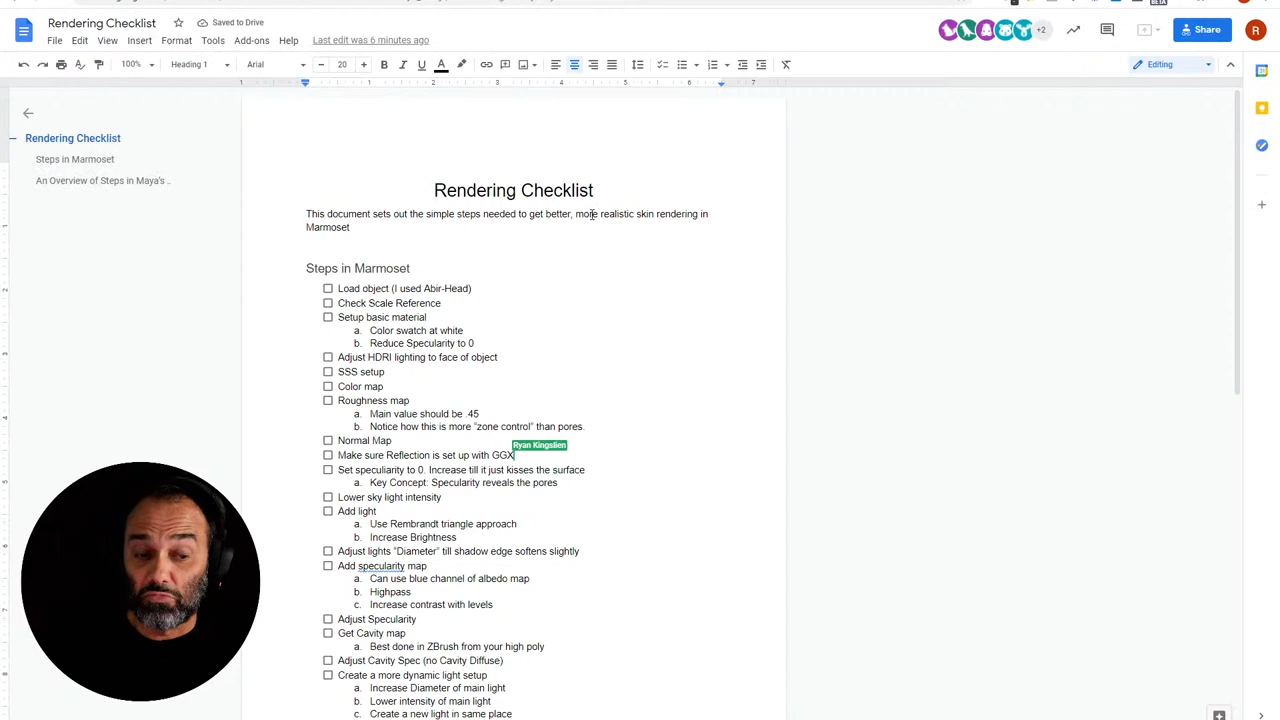 Rendering Checklist
Saved to Drive
File Edit View Insert Format Tools Add-ons Help Last edit was 6 minutes ago
+2
Share
R
100% Heading 1 Arial 20 B I U A Editing
1 1 2 3 4 5 6 7
Rendering Checklist
Steps in Marmoset
An Overview of Steps in Maya's ..
Rendering Checklist
This document sets out the simple steps needed to get better, more realistic skin rendering in
Marmoset
Steps in Marmoset
Load object (I used Abir-Head)
Check Scale Reference
Setup basic material
a. Color swatch at white
b. Reduce Specularity to 0
Adjust HDRI lighting to face of object
SSS setup
Color map
Roughness map
a. Main value should be .45
b. Notice how this is more "zone control" than pores.
Normal Map
Ryan Kingslien
Make sure Reflection is set up with GGX
Set speculiarity to 0. Increase till it just kisses the surface
a. Key Concept: Specularity reveals the pores
Lower sky light intensity
Add light
a. Use Rembrandt triangle approach
b. Increase Brightness
Adjust lights "Diameter" till shadow edge softens slightly
Add specularity map
a. Can use blue channel of albedo map
b. Highpass
c. Increase contrast with levels
Adjust Specularity
Get Cavity map
a. Best done in ZBrush from your high poly
Adjust Cavity Spec (no Cavity Diffuse)
Create a more dynamic light setup
a. Increase Diameter of main light
b. Lower intensity of main light
c. Create a new light in same place